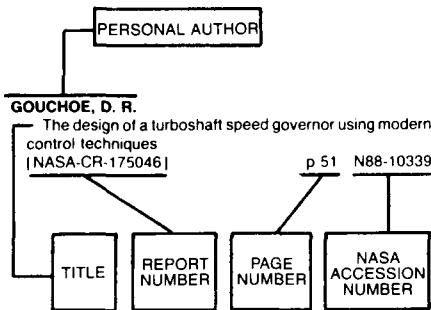 PERSONAL AUTHOR
GOUCHOE, D. R.
The design of a turboshaft speed governor using modern
control techniques
[NASA-CR-175046] p 51 N88-10339
TITLE
REPORT
NUMBER
PAGE
NUMBER
NASA
ACCESSION
NUMBER